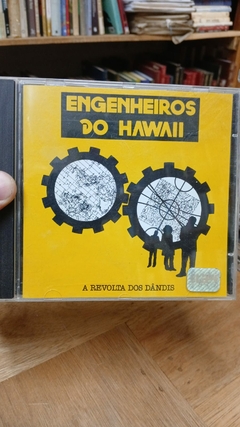 ENGENHEIROS
DO HAWAII
A REVOLTA DOS DÂNDIS